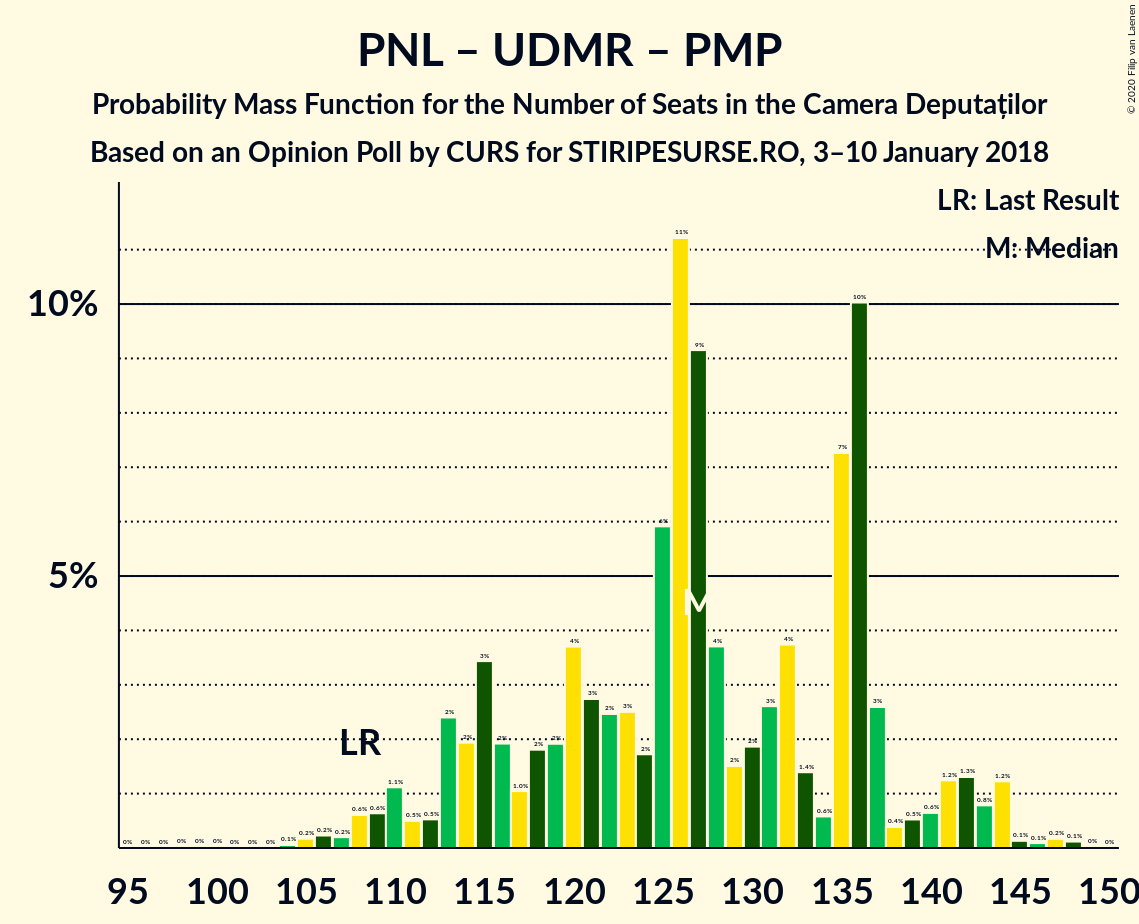 PNL – UDMR – PMP
Probability Mass Function for the Number of Seats in the Camera Deputaților
Based on an Opinion Poll by CURS for STIRIPESURSE.RO, 3–10 January 2018
© 2020 Filip van Laenen
LR: Last Result
M: Median
10%
5%
LR
M
0% 0% 0% 0% 0% 0% 0% 0% 0% 0.1% 0.2% 0.2% 0.2% 0.6% 0.6% 1.1% 0.5% 0.5% 2% 2% 3% 2% 1.0% 2% 2% 4% 3% 2% 3% 2% 6% 11% 9% 4% 2% 2% 3% 4% 1.4% 0.6% 7% 10% 3% 0.4% 0.5% 0.6% 1.2% 1.3% 0.8% 1.2% 0.1% 0.1% 0.2% 0.1% 0% 0%
95 100 105 110 115 120 125 130 135 140 145 150